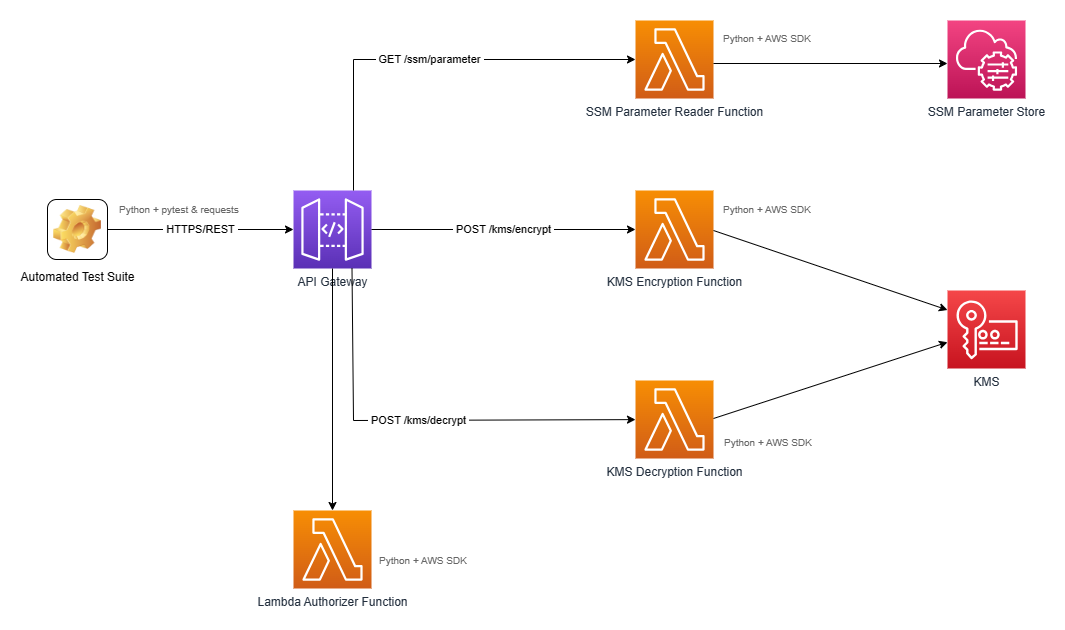 Python + AWS SDK
GET /ssm/parameter
SSM Parameter Reader Function
SSM Parameter Store
Python + pytest & requests
HTTPS/REST
Automated Test Suite
API Gateway
POST /kms/encrypt
Python + AWS SDK
KMS Encryption Function
KMS
POST /kms/decrypt
Python + AWS SDK
KMS Decryption Function
Python + AWS SDK
Lambda Authorizer Function